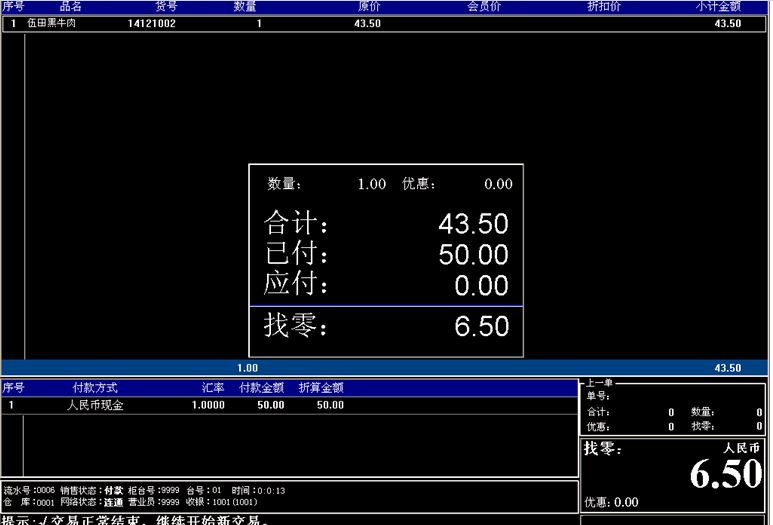 序号 品名 货号 数量 原价 会员价 折扣价 小计金额
1 伍田黑牛肉 14121002 1 43.50 43.50
数量: 1.00 优惠: 0.00
合计: 43.50
已付: 50.00
应付: 0.00
找零: 6.50
1.00 43.50
序号 付款方式 汇率 付款金额 折算金额
1 人民币现金 1.0000 50.00 50.00
上一单
单号:
合计: 0 数量: 0
优惠: 0 找零: 0
找零: 人民币
6.50
优惠: 0.00
流水号:0006 销售状态:付款 柜台号:9999 台号:01 时间:0:0:13
仓 库:0001 网络状态:连通 营业员:9999 收银:1001(1001)
提示:√交易正常结束，继续开始新交易。